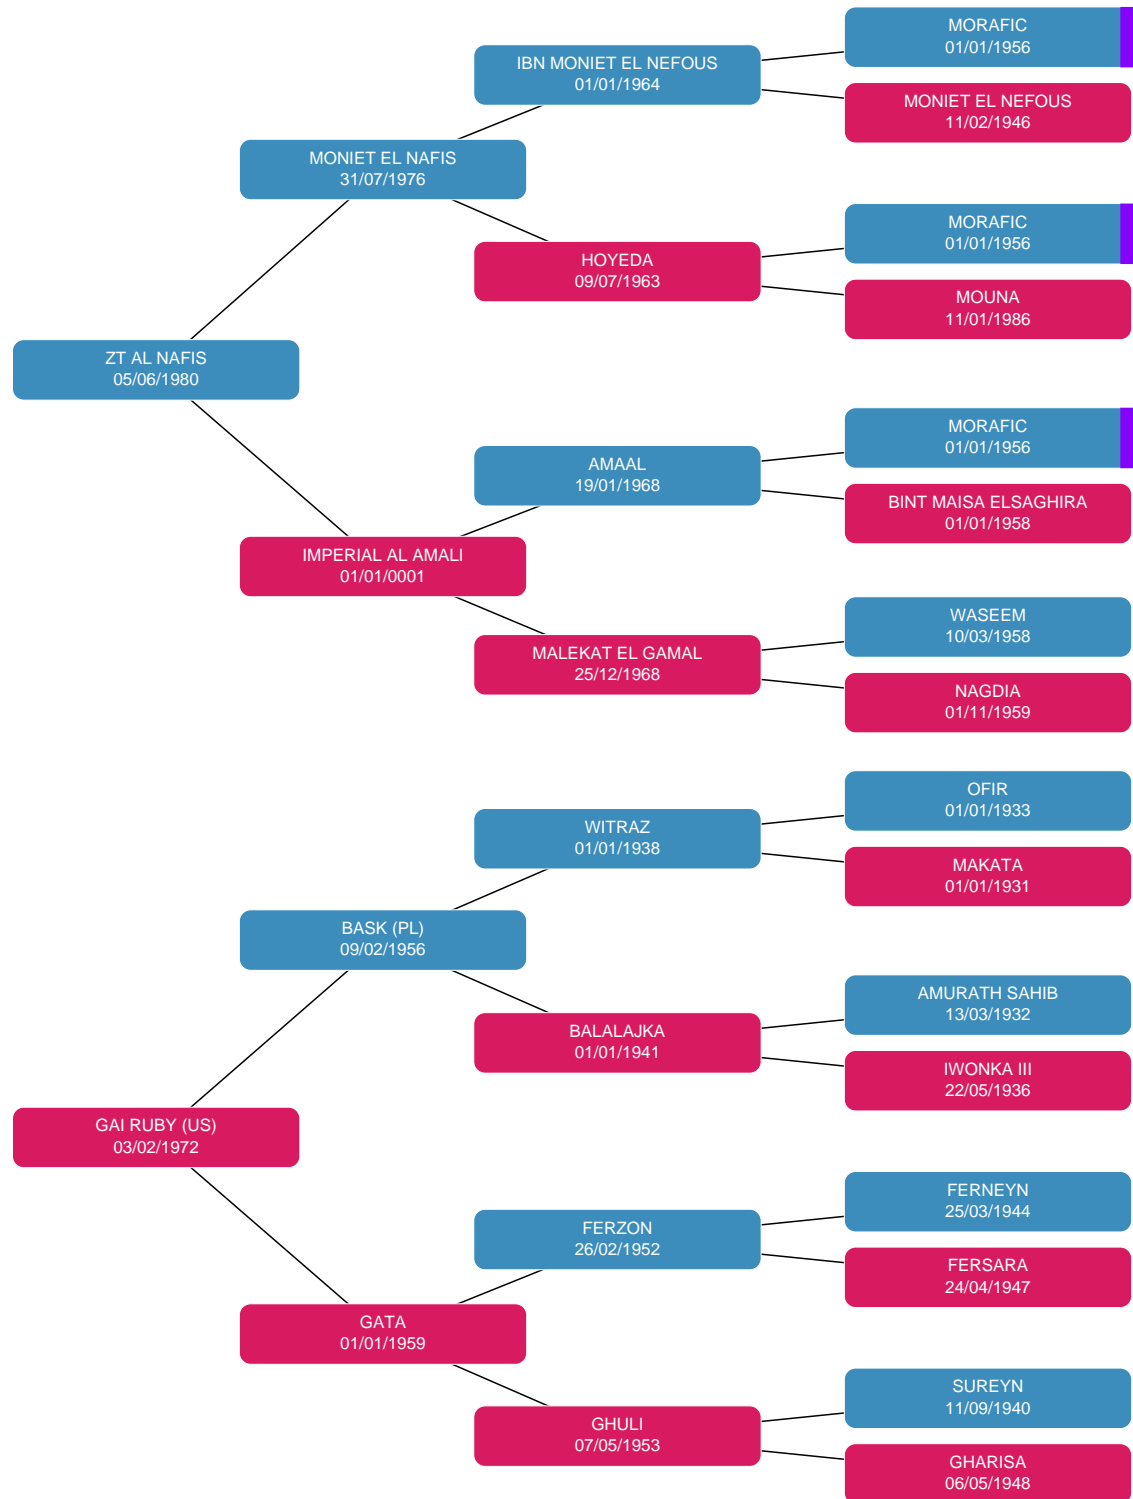 MORAFIC
01/01/1956
IBN MONIET EL NEFOUS
01/01/1964
MONIET EL NEFOUS
11/02/1946
MONIET EL NAFIS
31/07/1976
MORAFIC
01/01/1956
HOYEDA
09/07/1963
MOUNA
11/01/1986
ZT AL NAFIS
05/06/1980
MORAFIC
01/01/1956
AMAAL
19/01/1968
BINT MAISA ELSAGHIRA
01/01/1958
IMPERIAL AL AMALI
01/01/0001
WASEEM
10/03/1958
MALEKAT EL GAMAL
25/12/1968
NAGDIA
01/11/1959
OFIR
01/01/1933
WITRAZ
01/01/1938
MAKATA
01/01/1931
BASK (PL)
09/02/1956
AMURATH SAHIB
13/03/1932
BALALAJKA
01/01/1941
IWONKA III
22/05/1936
GAI RUBY (US)
03/02/1972
FERNEYN
25/03/1944
FERZON
26/02/1952
FERSARA
24/04/1947
GATA
01/01/1959
SUREYN
11/09/1940
GHULI
07/05/1953
GHARISA
06/05/1948